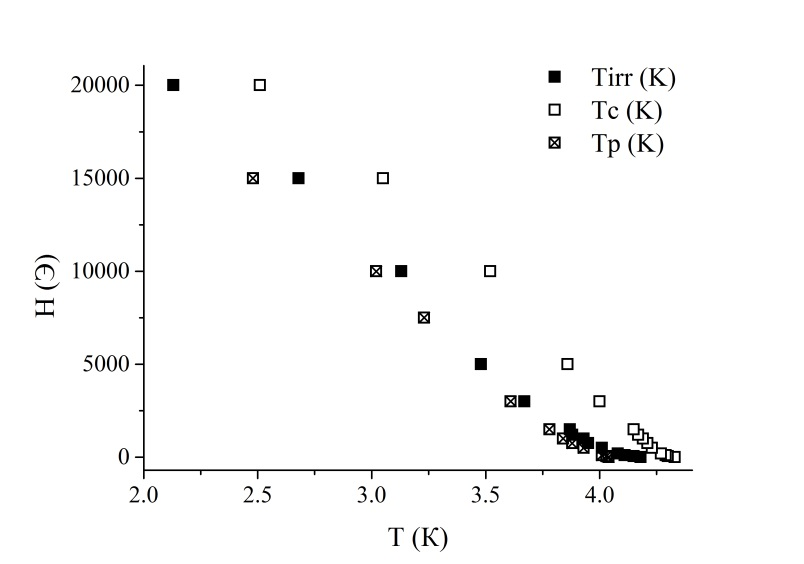 Tirr (K)
Tc (K)
Tp (K)
20000
15000
10000
5000
0
H (Э)
2.0
2.5
3.0
3.5
4.0
T (K)